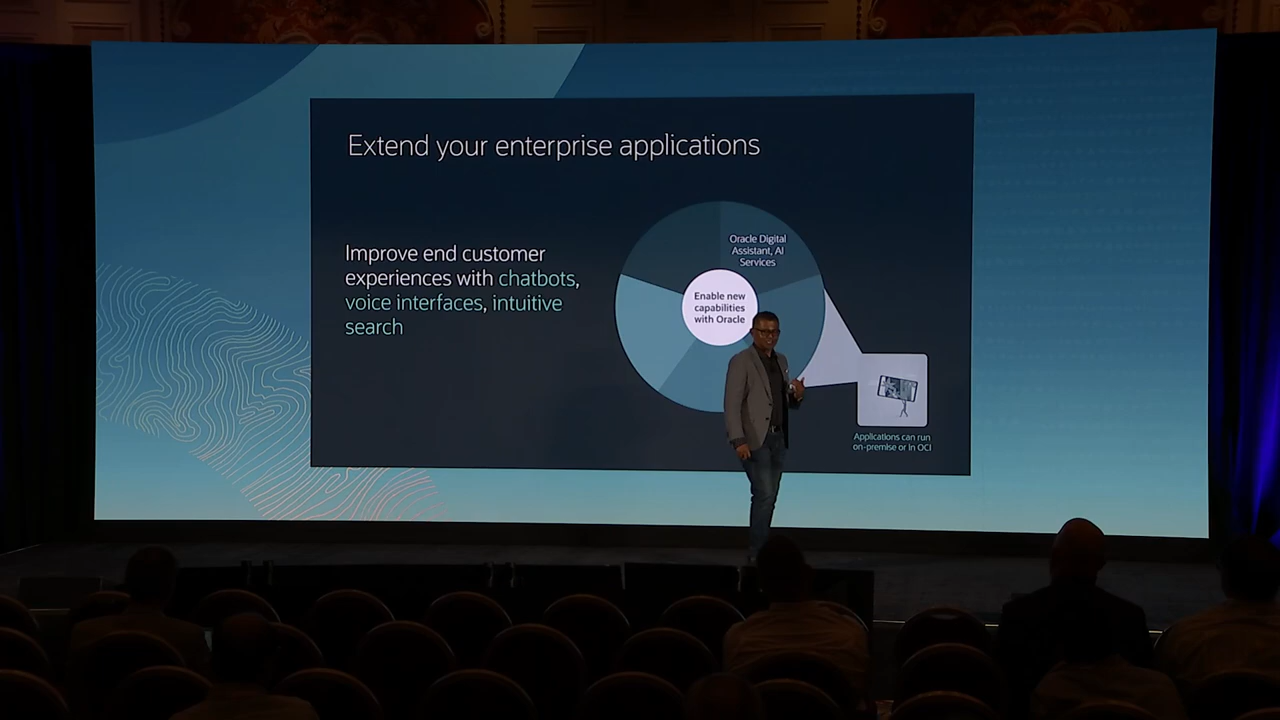 Extend your enterprise applications
Improve end customer
experiences with chatbots,
voice interfaces, intuitive
search
Oracle Digital
Assistant, AI
Services
Enable new
capabilities
with Oracle
Applications can run
on-premise or in OCI